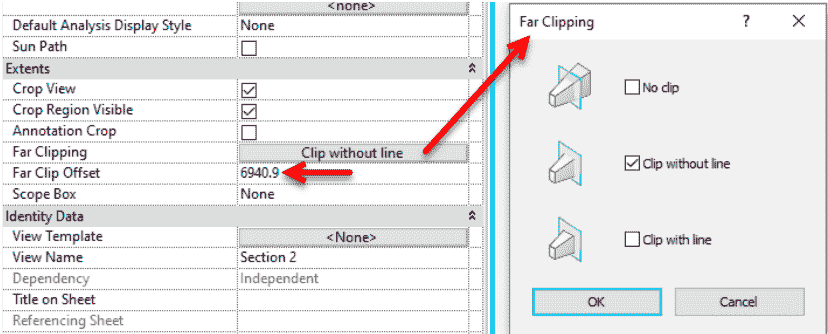 <none>
Default Analysis Display Style None
Sun Path
Extents
Crop View
Crop Region Visible
Annotation Crop
Far Clipping Clip without line
Far Clip Offset 6940.9
Scope Box None
Identity Data
View Template <None>
View Name Section 2
Dependency Independent
Title on Sheet
Referencing Sheet
Far Clipping ? ×
No clip
Clip without line
Clip with line
OK Cancel